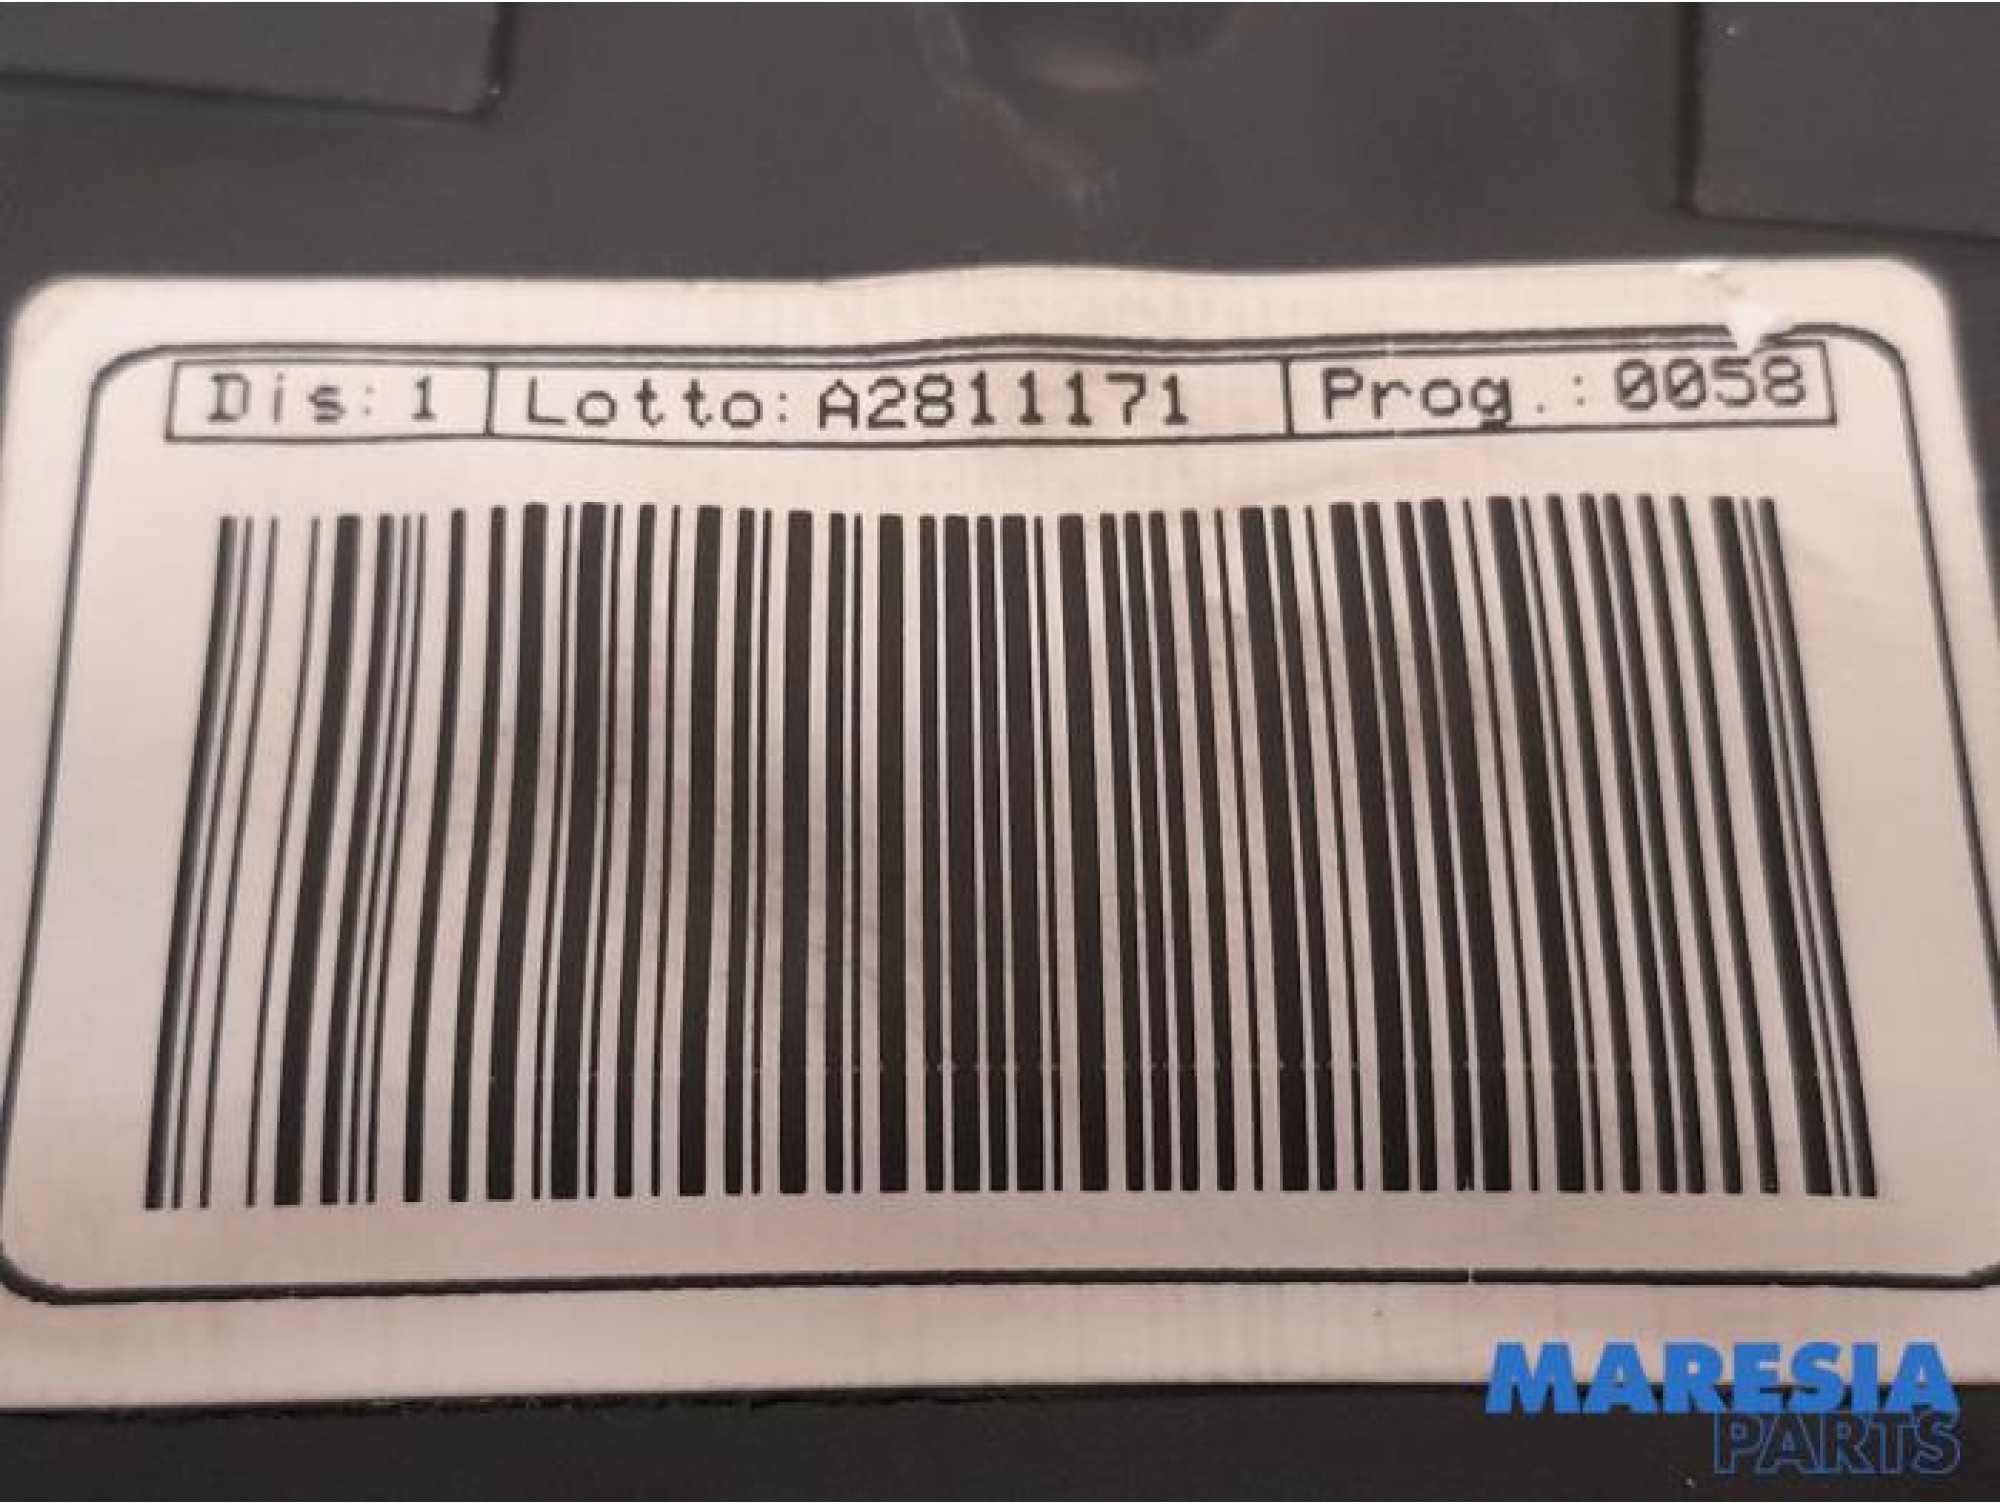 Dis:1 Lotto:A2811171 Prog.:0058
MARESIA
PARTS